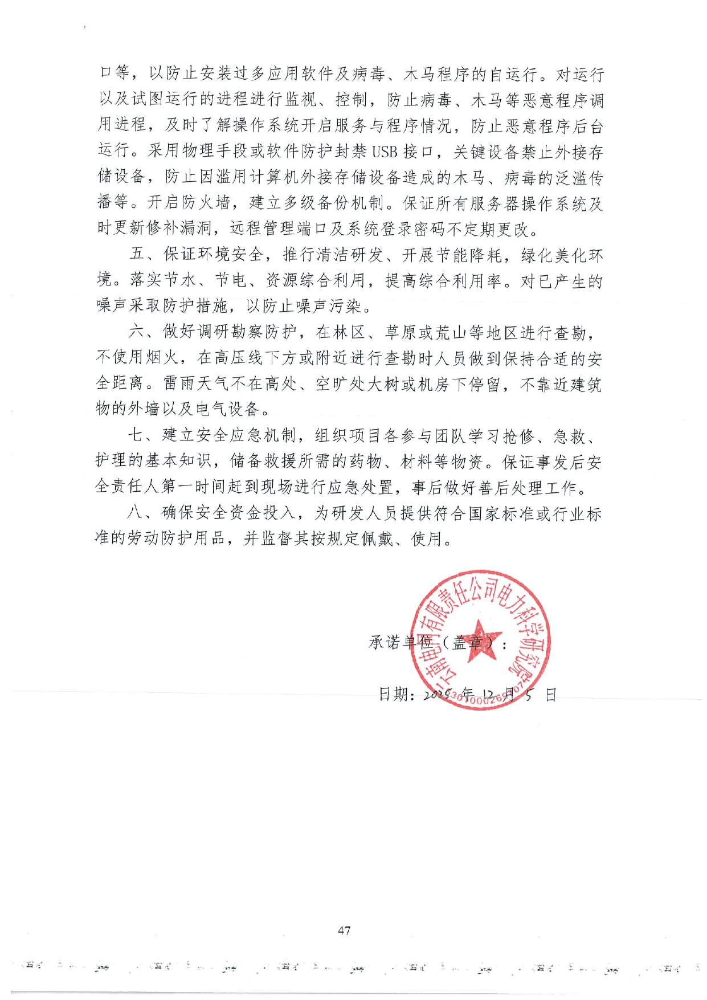 口等，以防止安装过多应用软件及病毒、木马程序的自运行。对运行
以及试图运行的进程进行监视、控制，防止病毒、木马等恶意程序调
用进程，及时了解操作系统开启服务与程序情况，防止恶意程序后台
运行。采用物理手段或软件防护封禁 USB 接口，关键设备禁止外接存
储设备，防止因滥用计算机外接存储设备造成的木马、病毒的泛滥传
播等。开启防火墙，建立多级备份机制。保证所有服务器操作系统及
时更新修补漏洞，远程管理端口及系统登录密码不定期更改。
五、保证环境安全，推行清洁研发、开展节能降耗，绿化美化环
境。落实节水、节电、资源综合利用，提高综合利用率。对已产生的
噪声采取防护措施，以防止噪声污染。
六、做好调研勘察防护，在林区、草原或荒山等地区进行查勘，
不使用烟火，在高压线下方或附近进行查勘时人员做到保持合适的安
全距离。雷雨天气不在高处、空旷处大树或机房下停留，不靠近建筑
物的外墙以及电气设备。
七、建立安全应急机制，组织项目各参与团队学习抢修、急救、
护理的基本知识，储备救援所需的药物、材料等物资。保证事发后安
全责任人第一时间赶到现场进行应急处置，事后做好善后处理工作。
八、确保安全资金投入，为研发人员提供符合国家标准或行业标
准的劳动防护用品，并监督其按规定佩戴、使用。
云南电网有限责任公司电力科学研究院
承诺单位（盖章）：
日期：2025 年 12 月 5 日
47